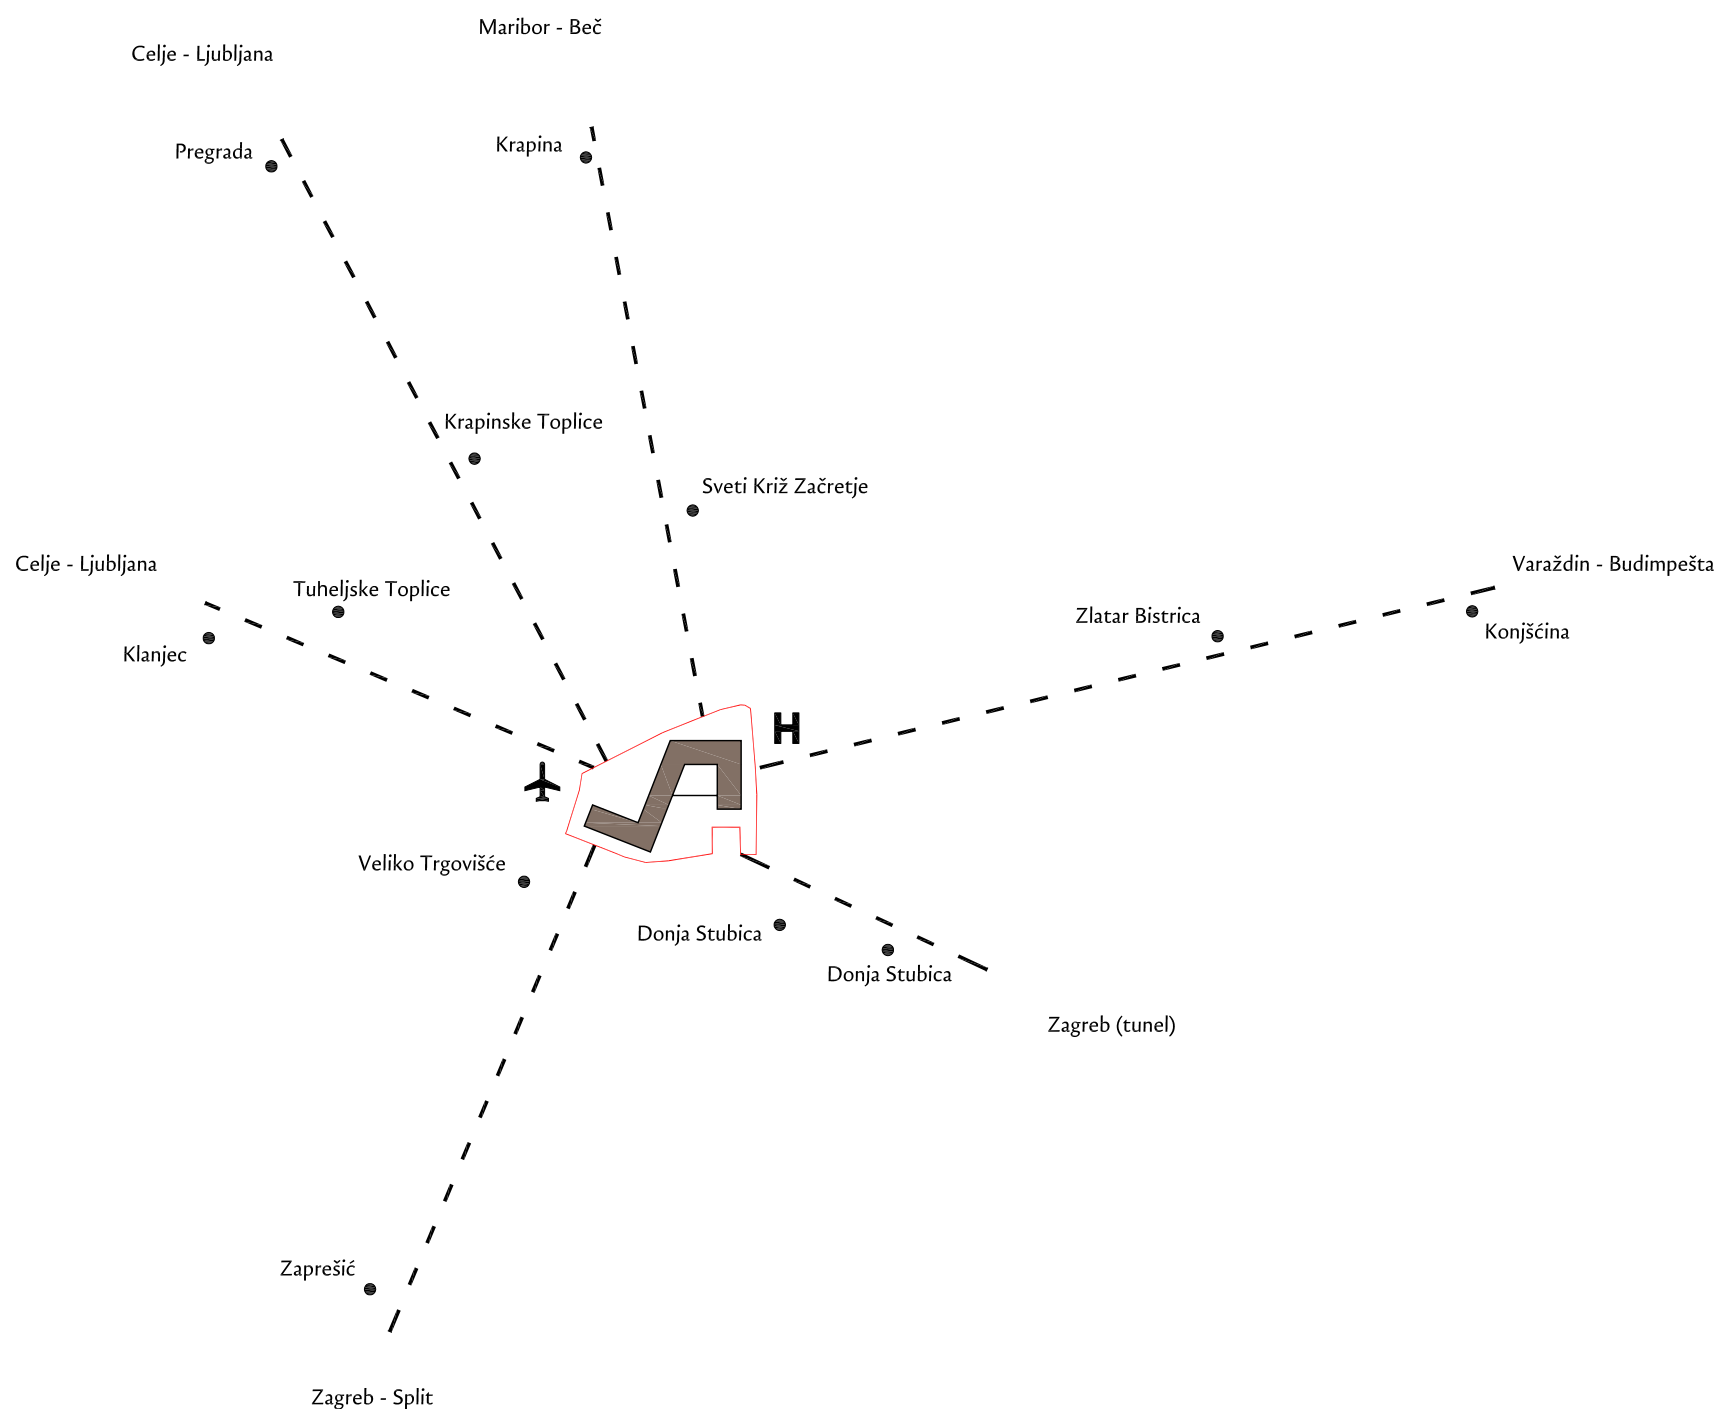 Maribor - Beč
Celje - Ljubljana
Krapina
Pregrada
Krapinske Toplice
Sveti Križ Začretje
Celje - Ljubljana
Varaždin - Budimpešta
Tuheljske Toplice
Zlatar Bistrica
Konjšćina
Klanjec
H
Veliko Trgovišće
Donja Stubica
Donja Stubica
Zagreb (tunel)
Zaprešić
Zagreb - Split